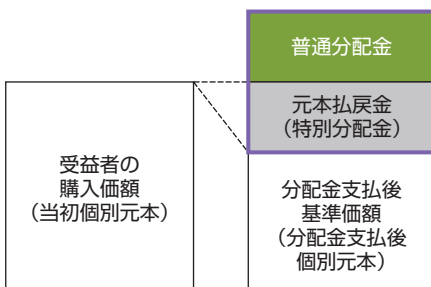 普通分配金
元本払戻金
（特別分配金）
受益者の
購入価額
（当初個別元本）
分配金支払後
基準価額
（分配金支払後
個別元本）